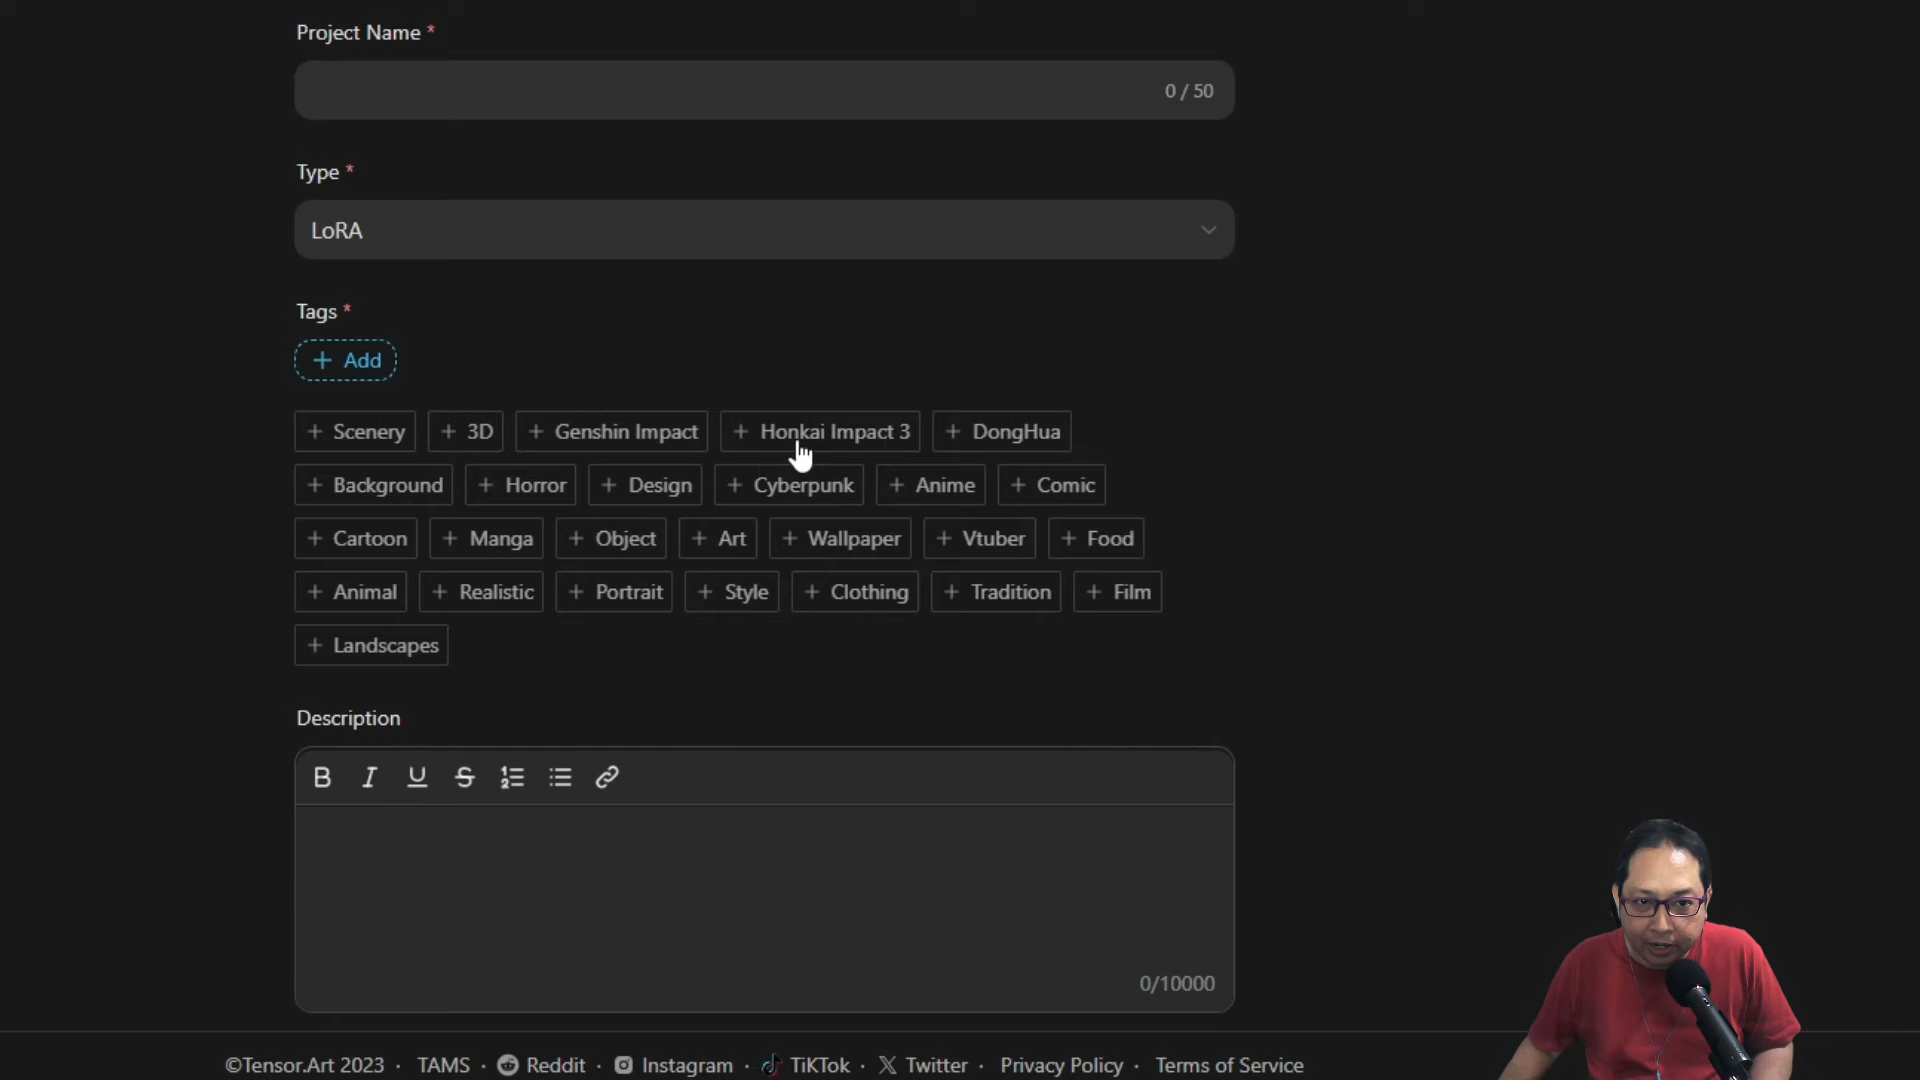 Project Name *
0 / 50
Type *
LoRA
Tags *
+ Add
+ Scenery + 3D + Genshin Impact + Honkai Impact 3 + DongHua
+ Background + Horror + Design + Cyberpunk + Anime + Comic
+ Cartoon + Manga + Object + Art + Wallpaper + Vtuber + Food
+ Animal + Realistic + Portrait + Style + Clothing + Tradition + Film
+ Landscapes
Description
B I U S
0/10000
©Tensor.Art 2023 · TAMS · Reddit · Instagram · TiKTok · Twitter · Privacy Policy · Terms of Service